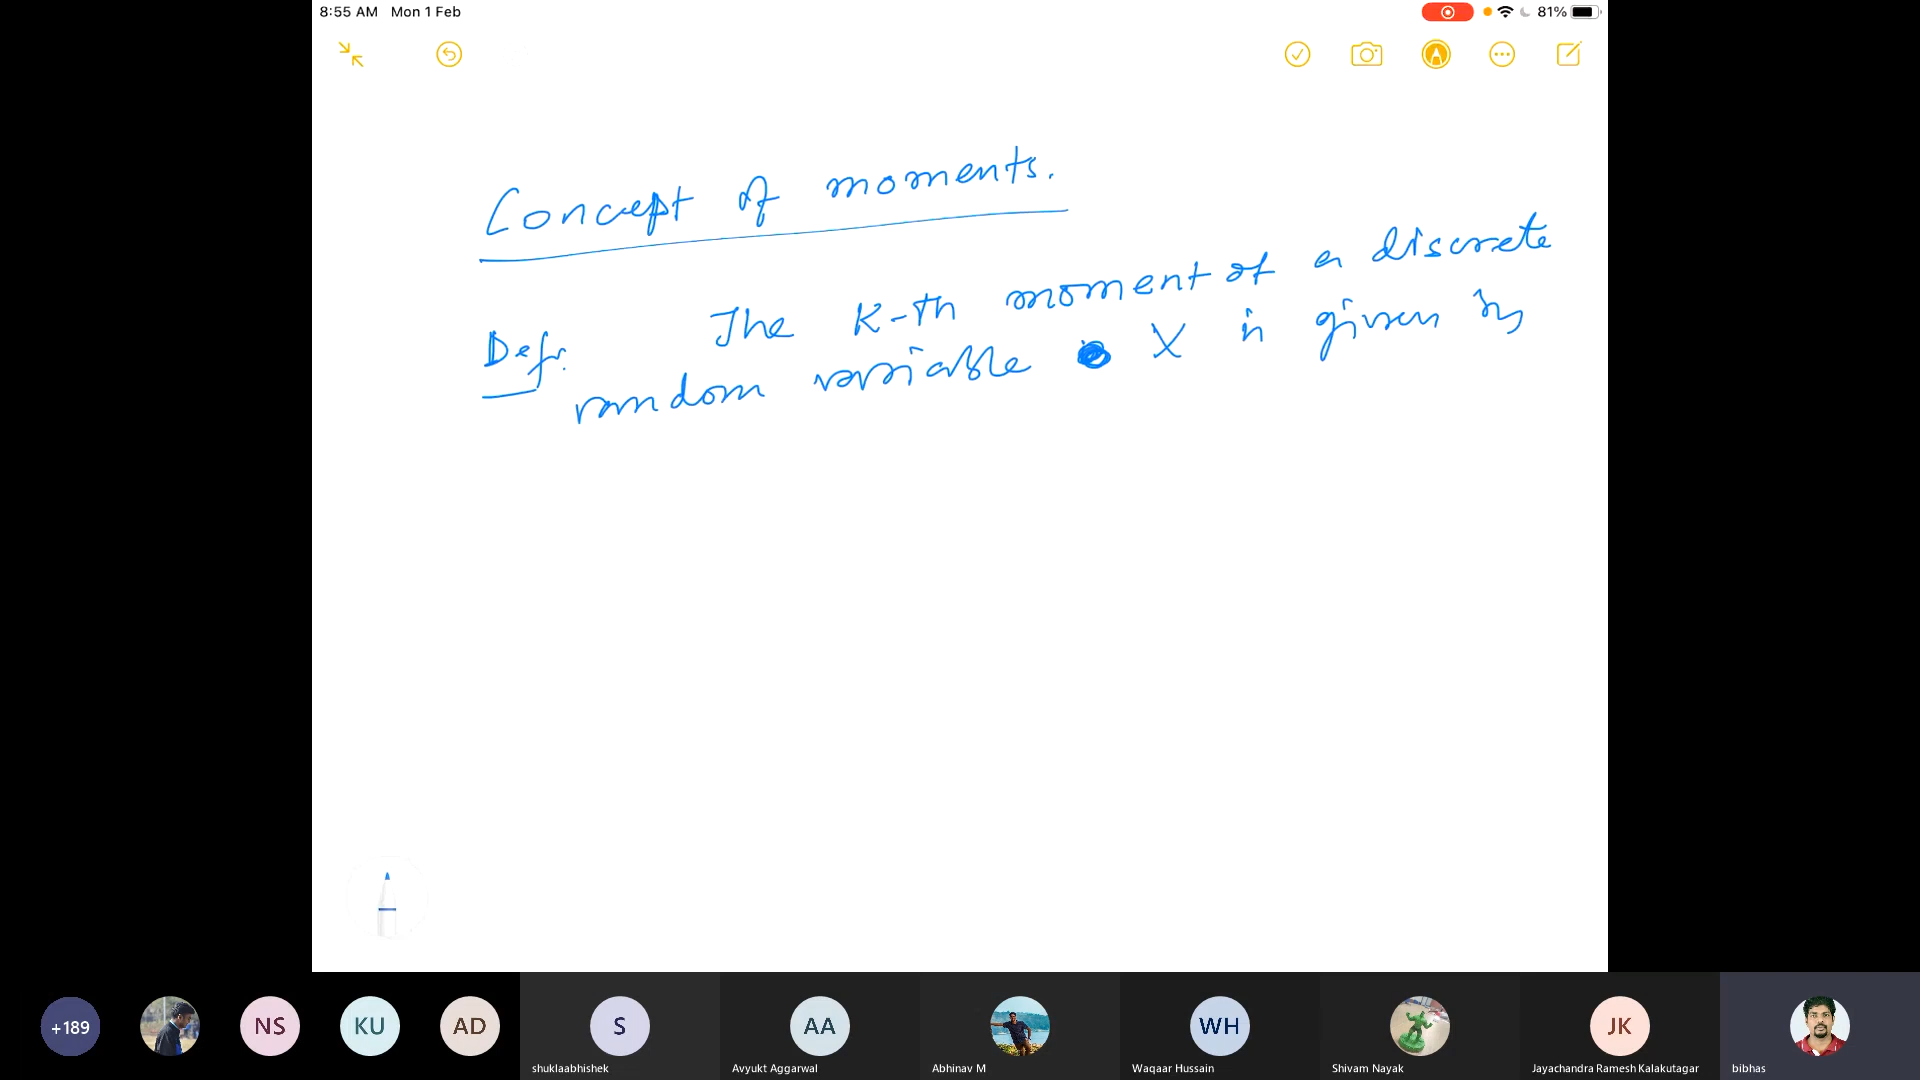 8:55 AM Mon 1 Feb
81%
Concept of moments.
Defn. The K-th moment of a discrete
random variable X is given by
+189
NS
KU
AD
S
AA
WH
JK
shuklaabhishek
Avyukt Aggarwal
Abhinav M
Waqaar Hussain
Shivam Nayak
Jayachandra Ramesh Kalakutagar
bibhas